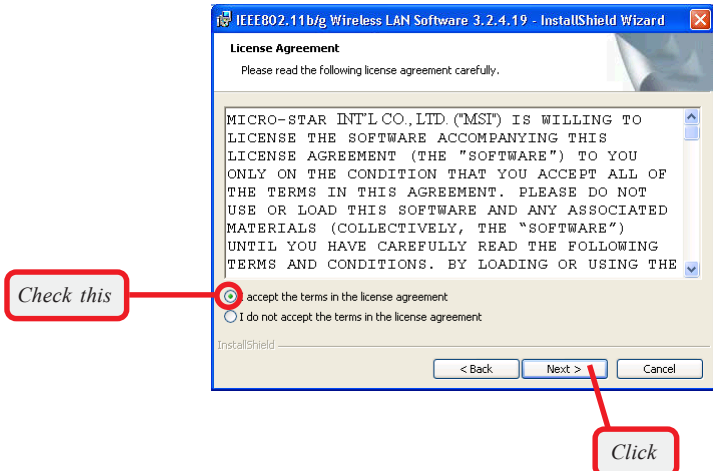 IEEE802.11b/g Wireless LAN Software 3.2.4.19 - InstallShield Wizard
License Agreement
Please read the following license agreement carefully.
MICRO-STAR INT'L CO., LTD. ("MSI") IS WILLING TO
LICENSE THE SOFTWARE ACCOMPANYING THIS
LICENSE AGREEMENT (THE "SOFTWARE") TO YOU
ONLY ON THE CONDITION THAT YOU ACCEPT ALL OF
THE TERMS IN THIS AGREEMENT. PLEASE DO NOT
USE OR LOAD THIS SOFTWARE AND ANY ASSOCIATED
MATERIALS (COLLECTIVELY, THE “SOFTWARE”)
UNTIL YOU HAVE CAREFULLY READ THE FOLLOWING
TERMS AND CONDITIONS. BY LOADING OR USING THE
Check this
I accept the terms in the license agreement
I do not accept the terms in the license agreement
InstallShield
< Back Next > Cancel
Click